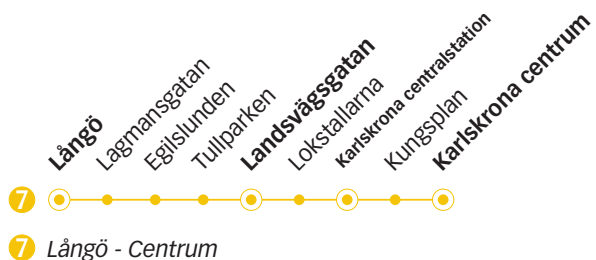 Långö
Lagmansgatan
Egilslunden
Tullparken
Landsvägsgatan
Lokstallarna
Karlskrona centralstation
Kungsplan
Karlskrona centrum
7
7 Långö - Centrum